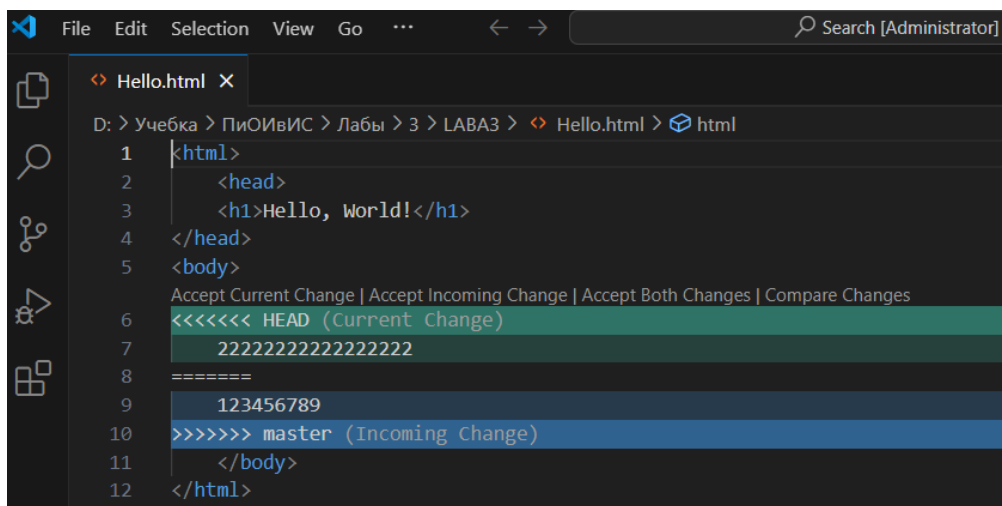 File Edit Selection View Go ··· ← → Search [Administrator]
<> Hello.html ×
D: > Учебка > ПиОИвИС > Лабы > 3 > LABA3 > <> Hello.html > html
1 <html>
2 <head>
3 <h1>Hello, World!</h1>
4 </head>
5 <body>
Accept Current Change | Accept Incoming Change | Accept Both Changes | Compare Changes
6 <<<<<<< HEAD (Current Change)
7 22222222222222222
8 =======
9 123456789
10 >>>>>>> master (Incoming Change)
11 </body>
12 </html>